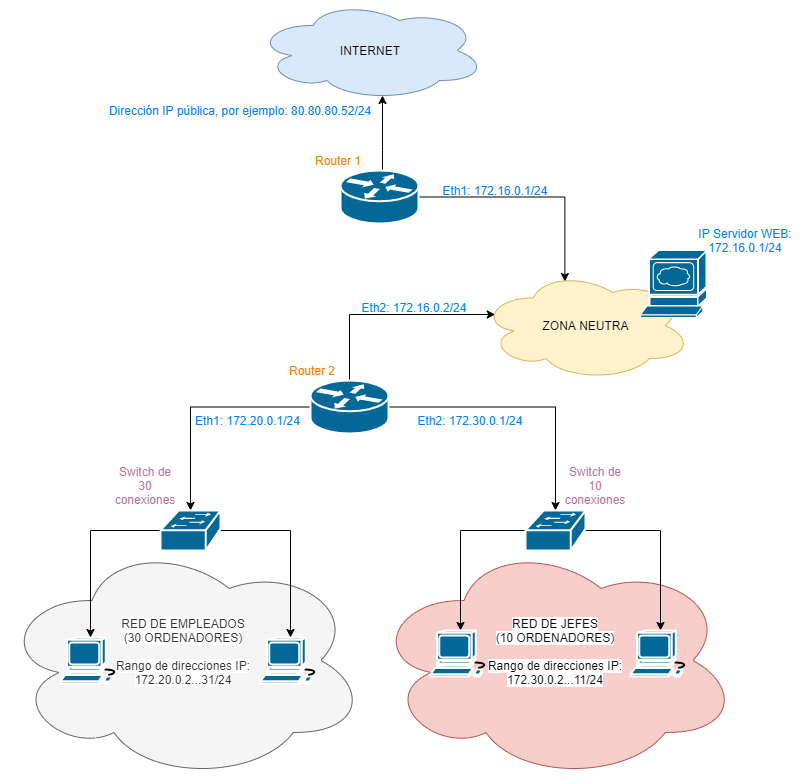 INTERNET
Dirección IP pública, por ejemplo: 80.80.80.52/24
Router 1
Eth1: 172.16.0.1/24
IP Servidor WEB:
172.16.0.1/24
Eth2: 172.16.0.2/24
ZONA NEUTRA
Router 2
Eth1: 172.20.0.1/24
Eth2: 172.30.0.1/24
Switch de
30
conexiones
Switch de
10
conexiones
RED DE EMPLEADOS
(30 ORDENADORES)
?
?
Rango de direcciones IP:
172.20.0.2...31/24
RED DE JEFES
(10 ORDENADORES)
?
?
Rango de direcciones IP:
172.30.0.2...11/24